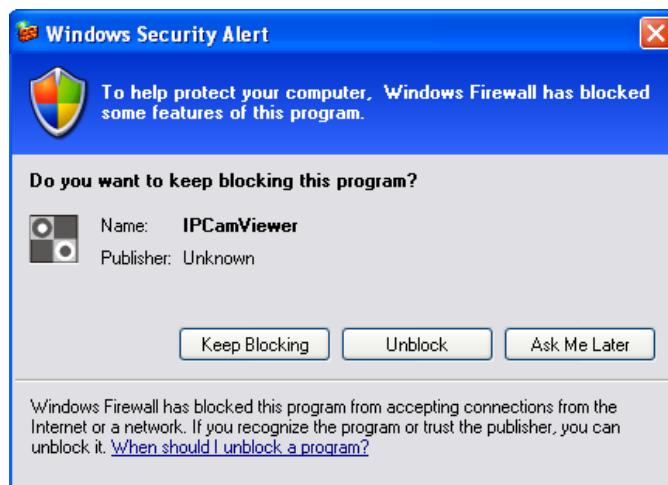 Windows Security Alert
To help protect your computer, Windows Firewall has blocked
some features of this program.
Do you want to keep blocking this program?
Name: IPCamViewer
Publisher: Unknown
Keep Blocking Unblock Ask Me Later
Windows Firewall has blocked this program from accepting connections from the
Internet or a network. If you recognize the program or trust the publisher, you can
unblock it. When should I unblock a program?